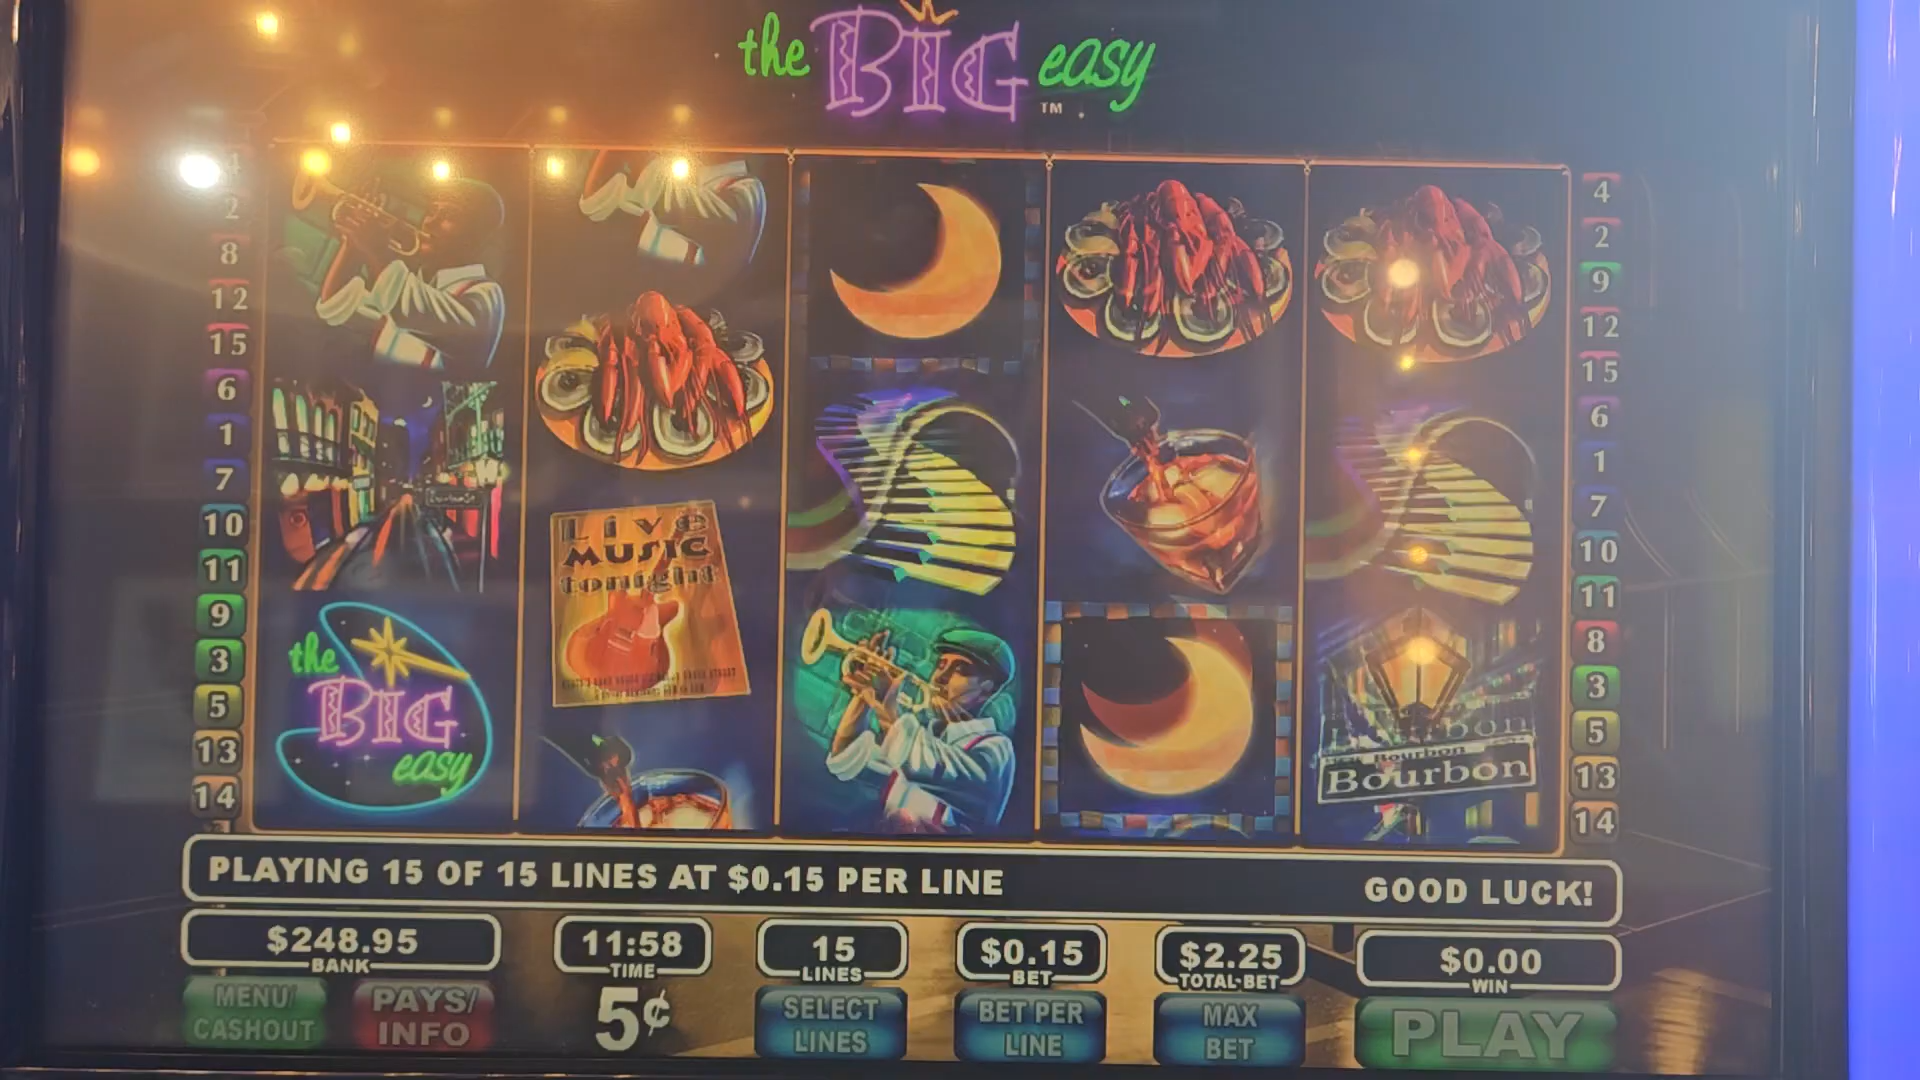 the BIG easy ™
4
2
8
12
15
6
1
7
10
11
9
3
5
13
14
4
2
9
12
15
6
1
7
10
11
8
3
5
13
14
Live
MUSIC
tonight
the
BIG
easy
Bourbon
Bourbon
Bourbon
PLAYING 15 OF 15 LINES AT $0.15 PER LINE GOOD LUCK!
$248.95 11:58 15 $0.15 $2.25 $0.00
BANK TIME LINES BET TOTAL-BET WIN
MENU/ CASHOUT
PAYS/ INFO
5¢
SELECT LINES
BET PER LINE
MAX BET
PLAY